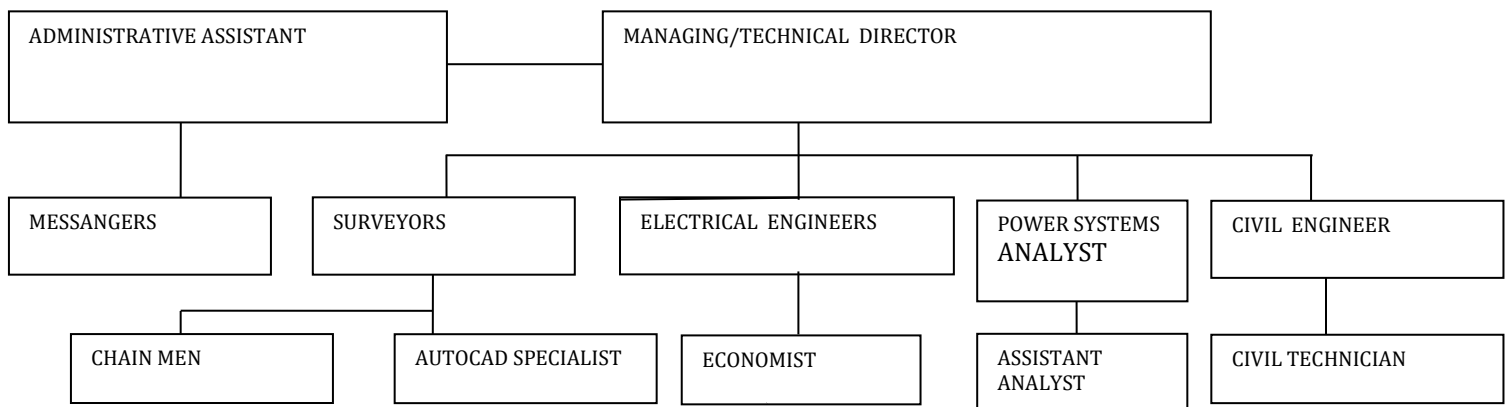 ADMINISTRATIVE ASSISTANT
MANAGING/TECHNICAL DIRECTOR
MESSANGERS
SURVEYORS
ELECTRICAL ENGINEERS
POWER SYSTEMS
ANALYST
CIVIL ENGINEER
CHAIN MEN
AUTOCAD SPECIALIST
ECONOMIST
ASSISTANT
ANALYST
CIVIL TECHNICIAN